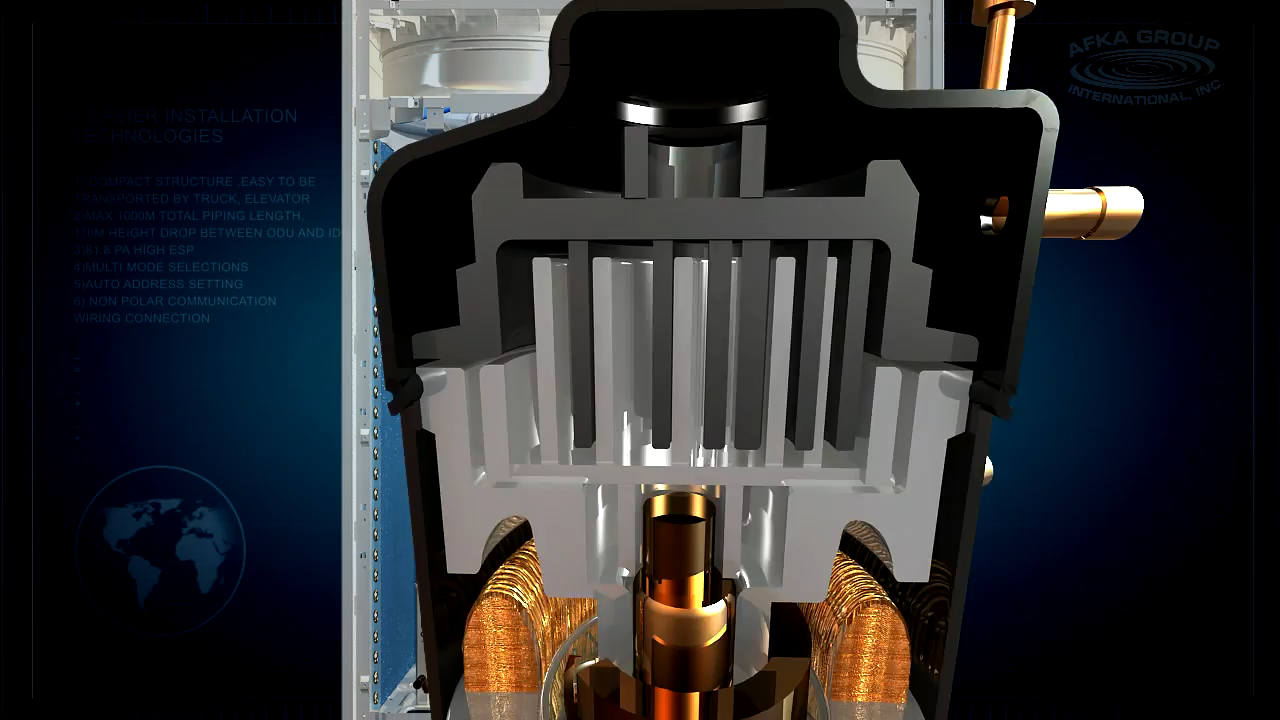 INSTALLATION
TECHNOLOGIES
COMPACT STRUCTURE ,EASY TO BE
TRANSPORTED BY TRUCK, ELEVATOR
2)MAX 1000M TOTAL PIPING LENGTH,
HEIGHT DROP BETWEEN ODU AND
PA HIGH ESP
4)MULTI MODE SELECTIONS
5)AUTO ADDRESS SETTING
6) NON POLAR COMMUNICATION
WIRING CONNECTION
AFKA GROUP
INTERNATIONAL, INC